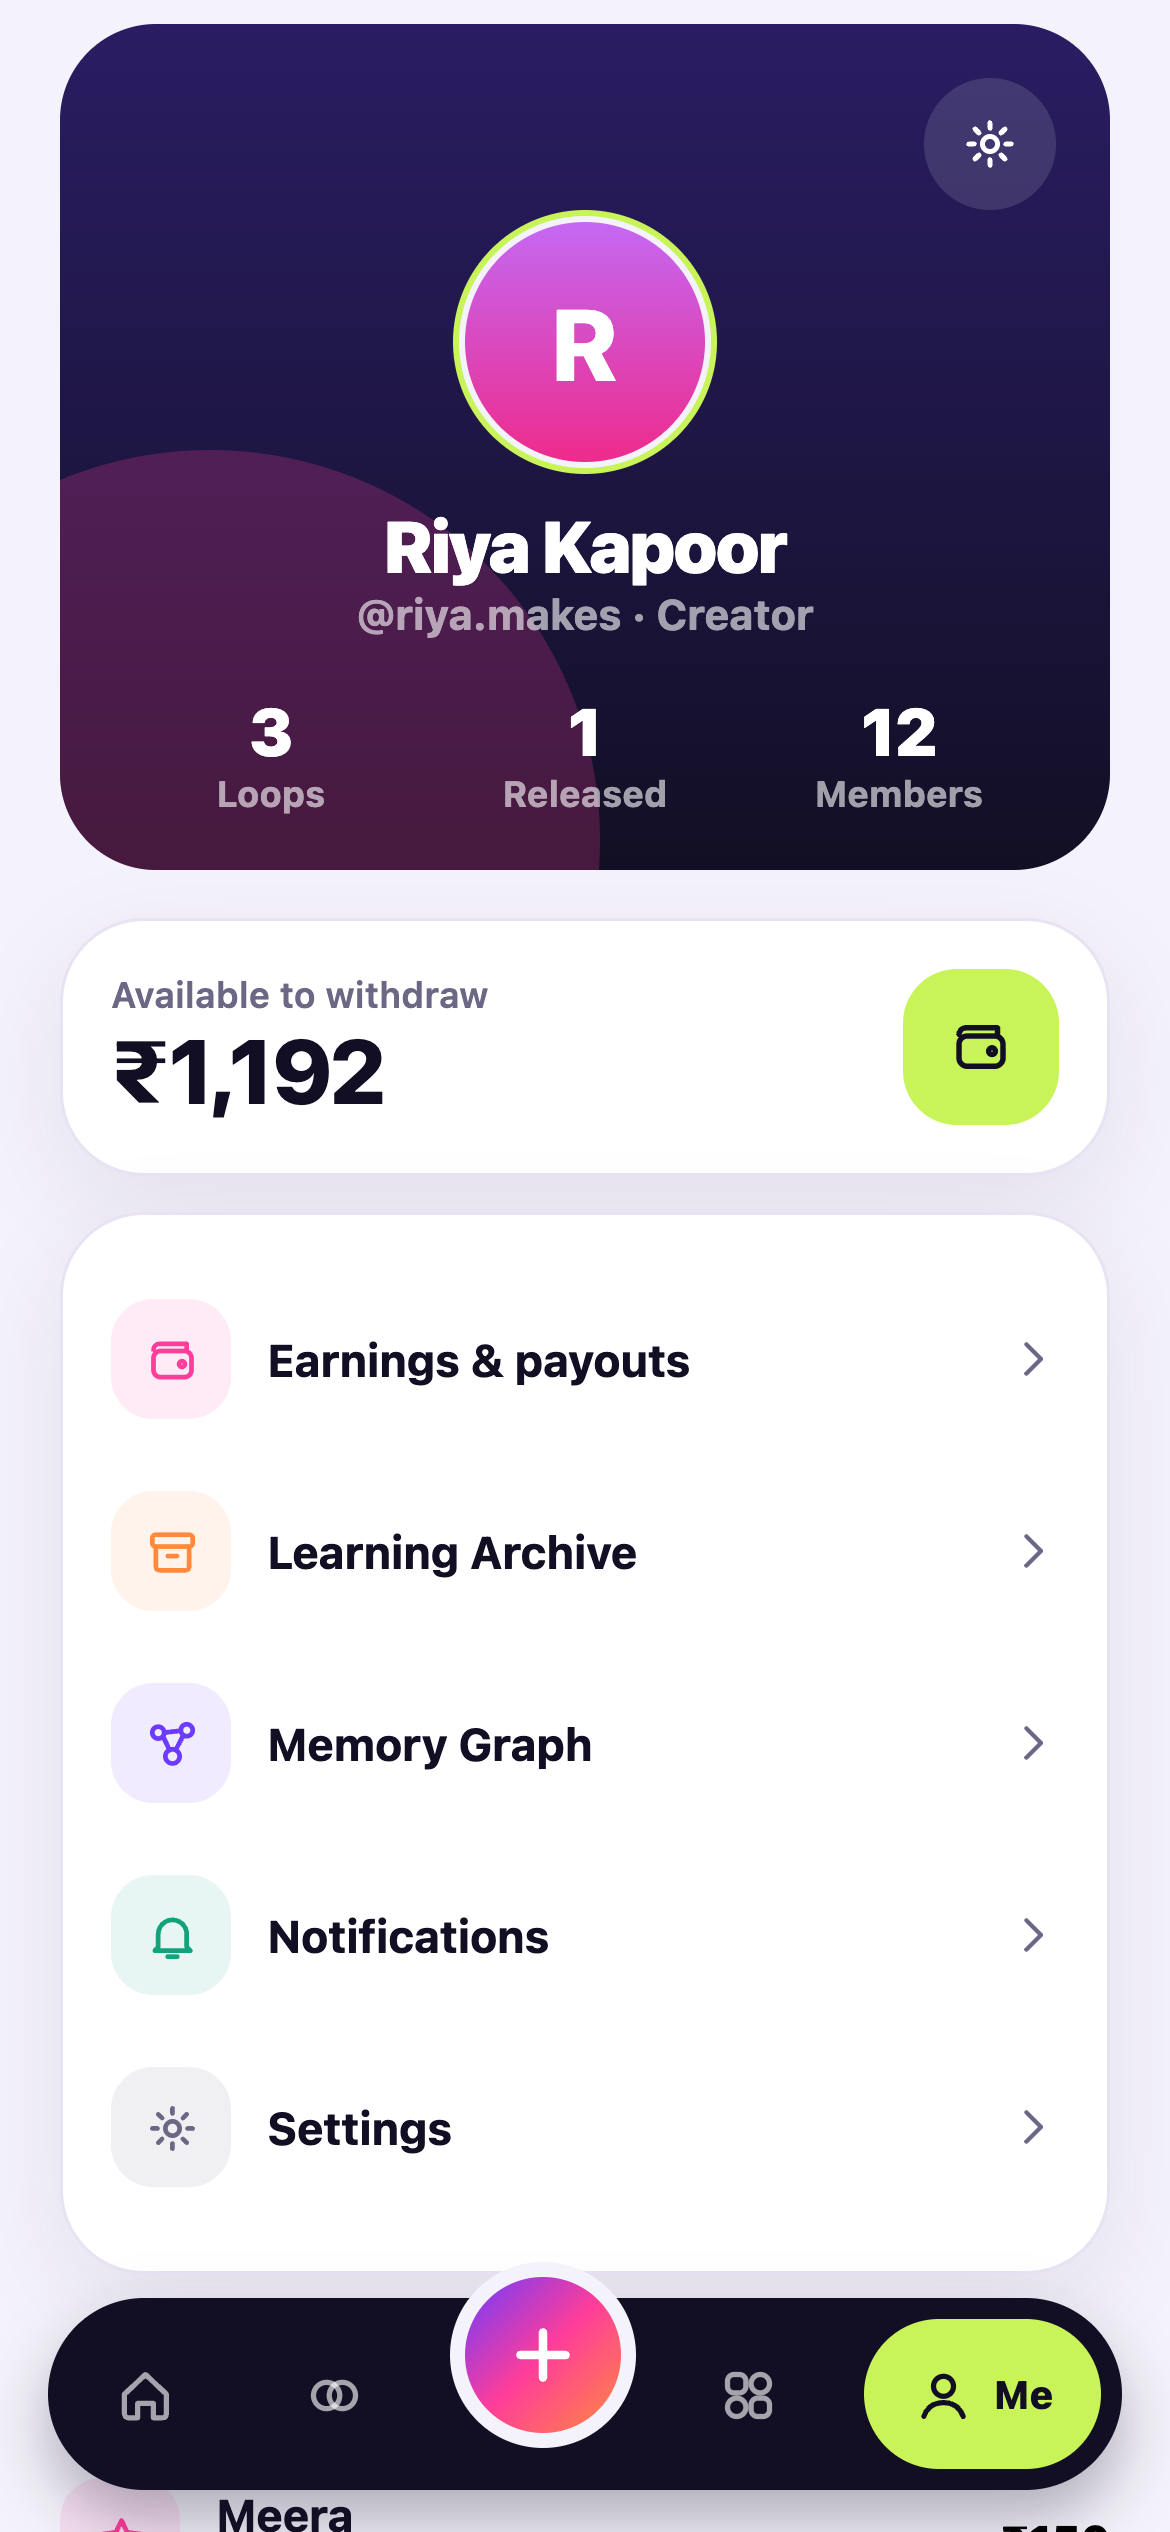 R
Riya Kapoor
@riya.makes · Creator
3 1 12
Loops Released Members
Available to withdraw
₹1,192
Earnings & payouts
Learning Archive
Memory Graph
Notifications
Settings
Me
Meera